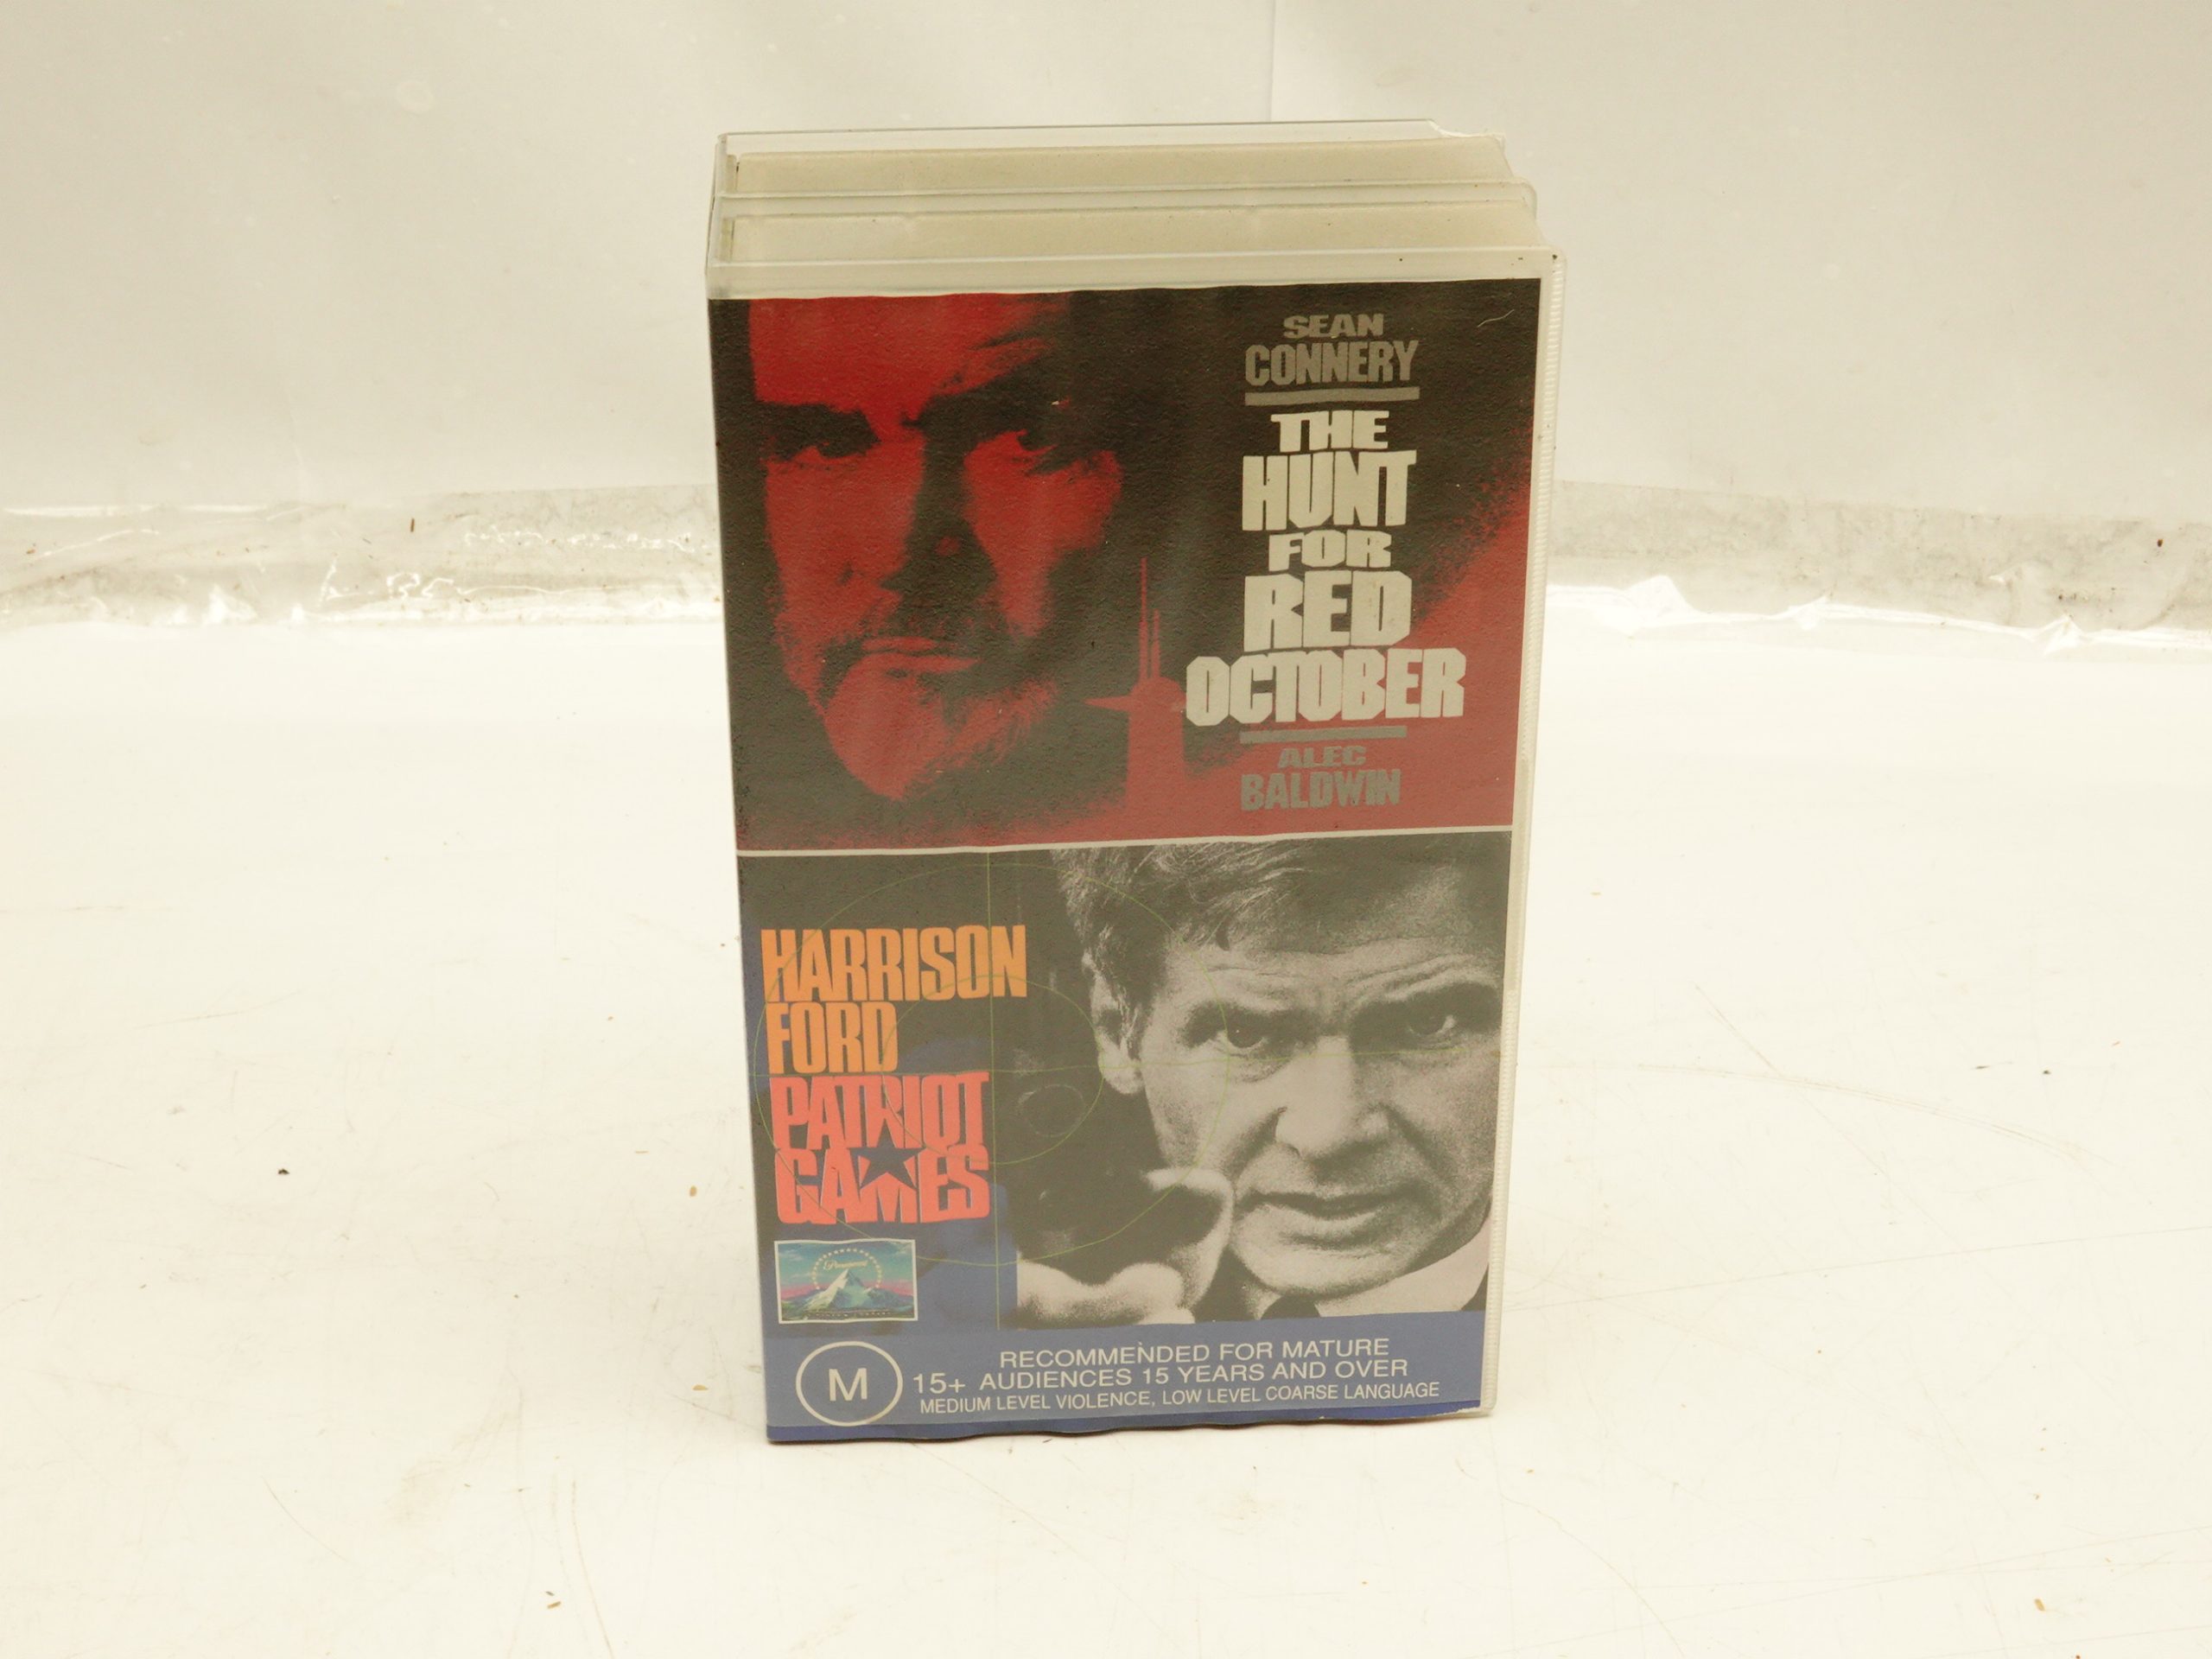 SEAN
CONNERY
THE
HUNT
FOR
RED
OCTOBER
ALEC
BALDWIN
HARRISON
FORD
PATRIOT
GAMES
Paramount
M
RECOMMENDED FOR MATURE
15+ AUDIENCES 15 YEARS AND OVER
MEDIUM LEVEL VIOLENCE, LOW LEVEL COARSE LANGUAGE